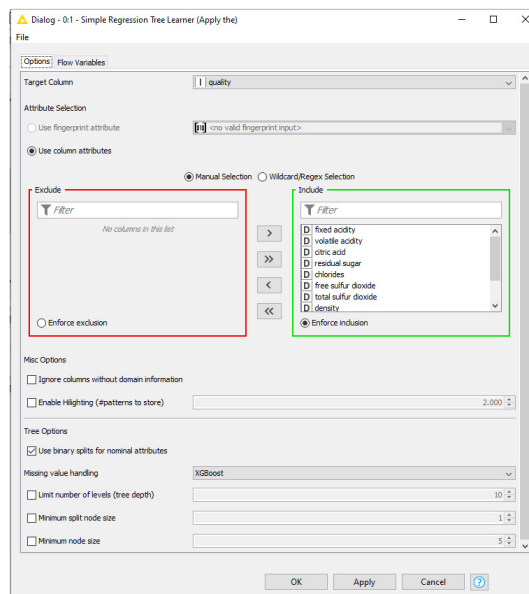 Dialog - 0:1 - Simple Regression Tree Learner (Apply the)
File
Options Flow Variables
Target Column I quality
Attribute Selection
Use fingerprint attribute <no valid fingerprint input>
Use column attributes
Manual Selection Wildcard/Regex Selection
Exclude Include
Filter Filter
No columns in this list
D fixed acidity
D volatile acidity
D citric acid
D residual sugar
D chlorides
D free sulfur dioxide
D total sulfur dioxide
D density
> >> < <<
Enforce exclusion Enforce inclusion
Misc Options
Ignore columns without domain information
Enable Hilighting (#patterns to store) 2.000
Tree Options
Use binary splits for nominal attributes
Missing value handling XGBoost
Limit number of levels (tree depth) 10
Minimum split node size 1
Minimum node size 5
OK Apply Cancel ?